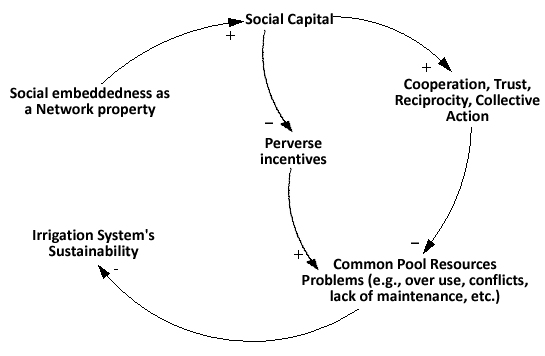 Social Capital
+
+
Social embeddedness as
a Network property
Cooperation, Trust,
Reciprocity, Collective
Action
–
Perverse
incentives
Irrigation System's
Sustainability
–
+
-
Common Pool Resources
Problems (e.g., over use, conflicts,
lack of maintenance, etc.)